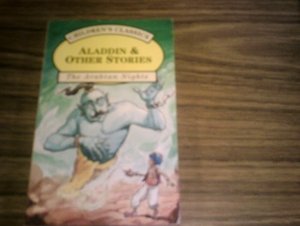 CHILDREN'S CLASSICS
ALADDIN &
OTHER STORIES
The Arabian Nights